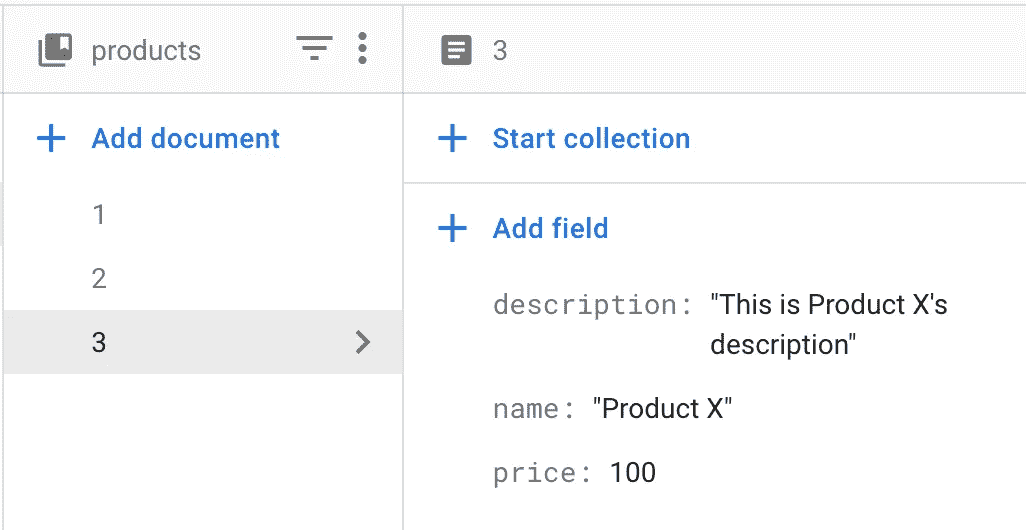 products
Add document
1
2
3
3
Start collection
Add field
description: "This is Product X's
description"
name: "Product X"
price: 100